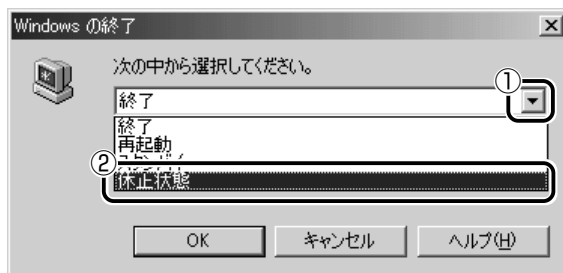 Windows の終了
次の中から選択してください。
①
終了
終了
再起動
②
休止状態
OK
キャンセル
ヘルプ(H)